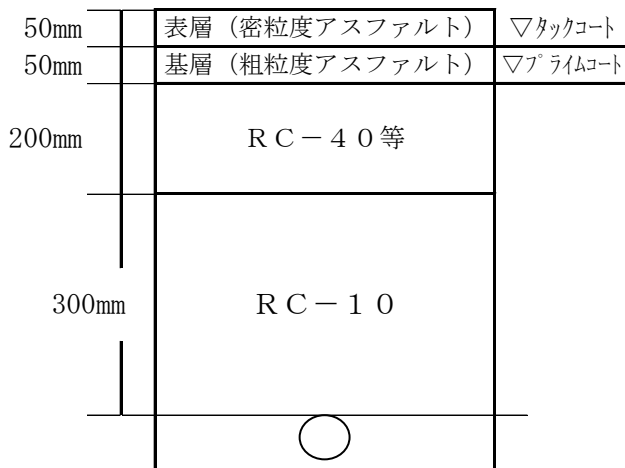 50mm 表層（密粒度アスファルト） ▽タックコート
50mm 基層（粗粒度アスファルト） ▽プライムコート
200mm ＲＣ－４０等
300mm ＲＣ－１０